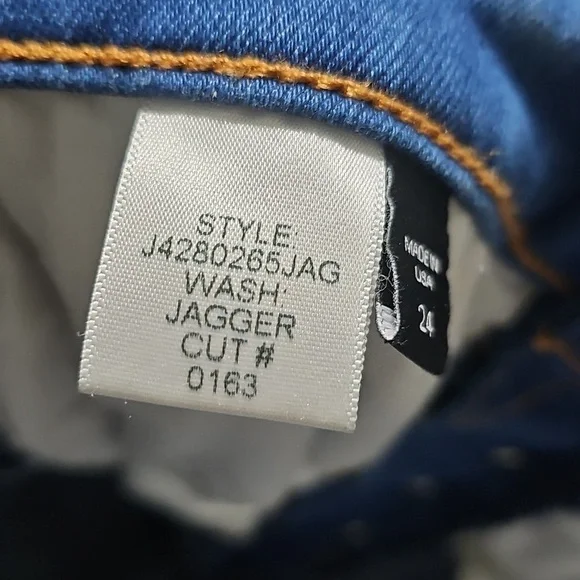 STYLE:
J4280265JAG
WASH:
JAGGER
CUT #
0163
MADE IN
USA
24